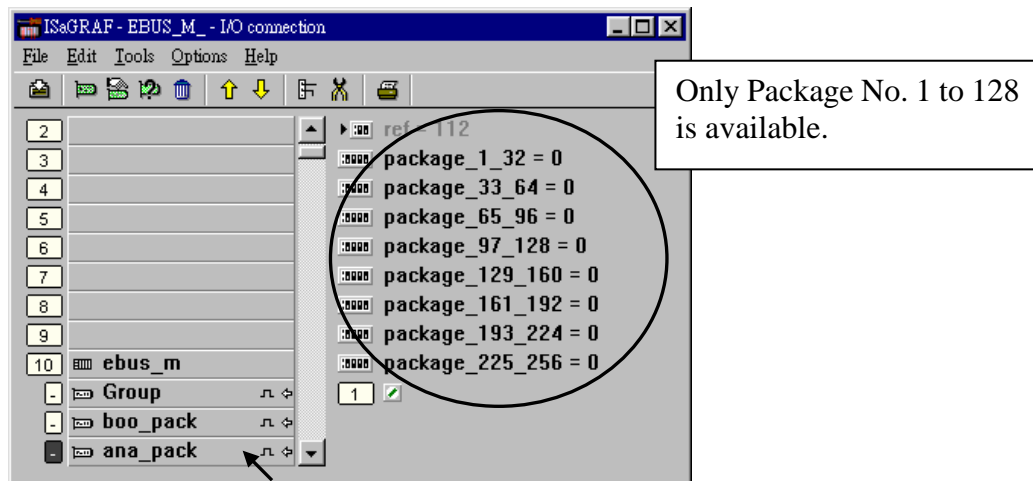 ISaGRAF - EBUS_M_ - I/O connection
File Edit Tools Options Help
Only Package No. 1 to 128
is available.
2
3
4
5
6
7
8
9
10 ebus_m
- Group
- boo_pack
- ana_pack
ref = 112
package_1_32 = 0
package_33_64 = 0
package_65_96 = 0
package_97_128 = 0
package_129_160 = 0
package_161_192 = 0
package_193_224 = 0
package_225_256 = 0
1